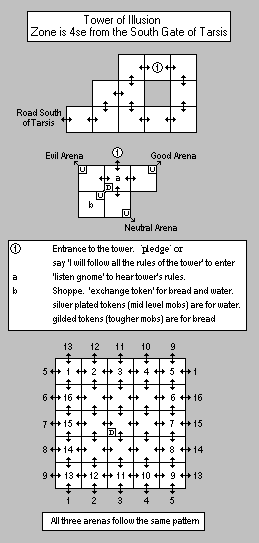 Tower of Illusion
Zone is 4se from the South Gate of Tarsis
1
Road South
of Tarsis
Evil Arena
1
Good Arena
U
a
U
D
b
U
Neutral Arena
1 Entrance to the tower. 'pledge' or
say 'I will follow all the rules of the tower' to enter
a 'listen gnome' to hear tower's rules.
b Shoppe. 'exchange token' for bread and water.
silver plated tokens (mid level mobs) are for water.
gilded tokens (tougher mobs) are for bread
13 12 11 10 9
5 1 2 3 4 5 1
6 16 6 16
7 15 7 15
D
8 14 8 14
9 13 12 11 10 9 13
1 2 3 4 5
All three arenas follow the same pattern